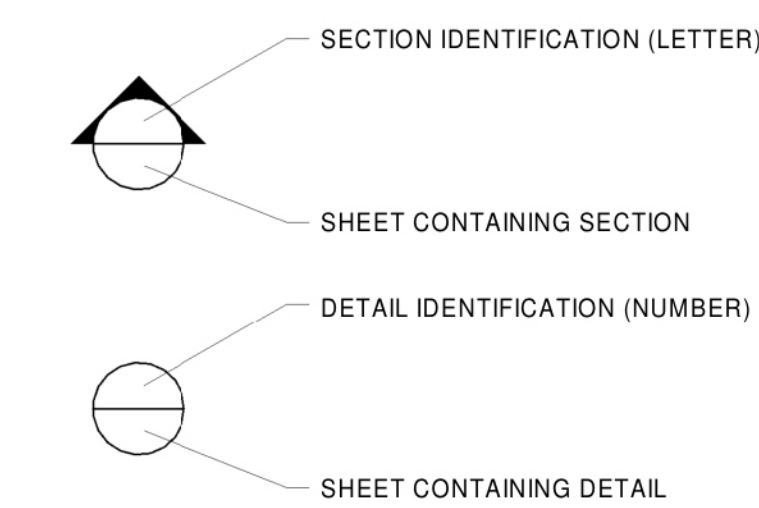 SECTION IDENTIFICATION (LETTER)
SHEET CONTAINING SECTION
DETAIL IDENTIFICATION (NUMBER)
SHEET CONTAINING DETAIL